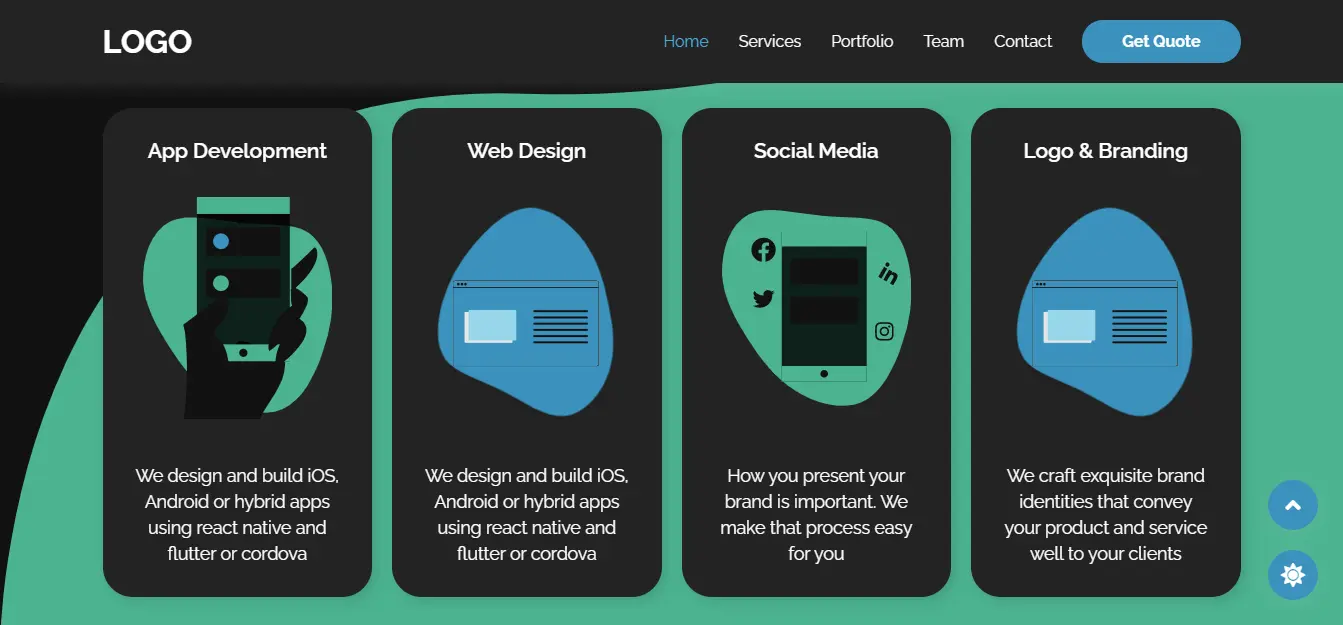 LOGO
Home Services Portfolio Team Contact Get Quote
App Development
We design and build iOS,
Android or hybrid apps
using react native and
flutter or cordova
Web Design
We design and build iOS,
Android or hybrid apps
using react native and
flutter or cordova
Social Media
in
How you present your
brand is important. We
make that process easy
for you
Logo & Branding
We craft exquisite brand
identities that convey
your product and service
well to your clients